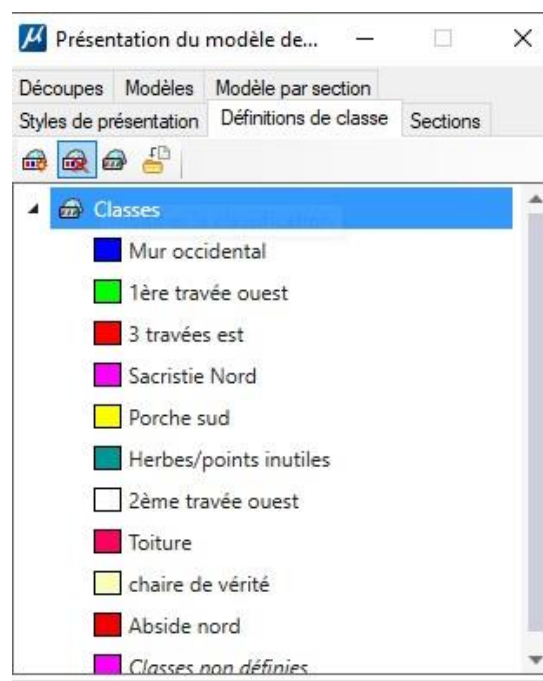 Présentation du modèle de...
Découpes Modèles Modèle par section
Styles de présentation Définitions de classe Sections
Classes
Mur occidental
1ère travée ouest
3 travées est
Sacristie Nord
Porche sud
Herbes/points inutiles
2ème travée ouest
Toiture
chaire de vérité
Abside nord
Classes non définies